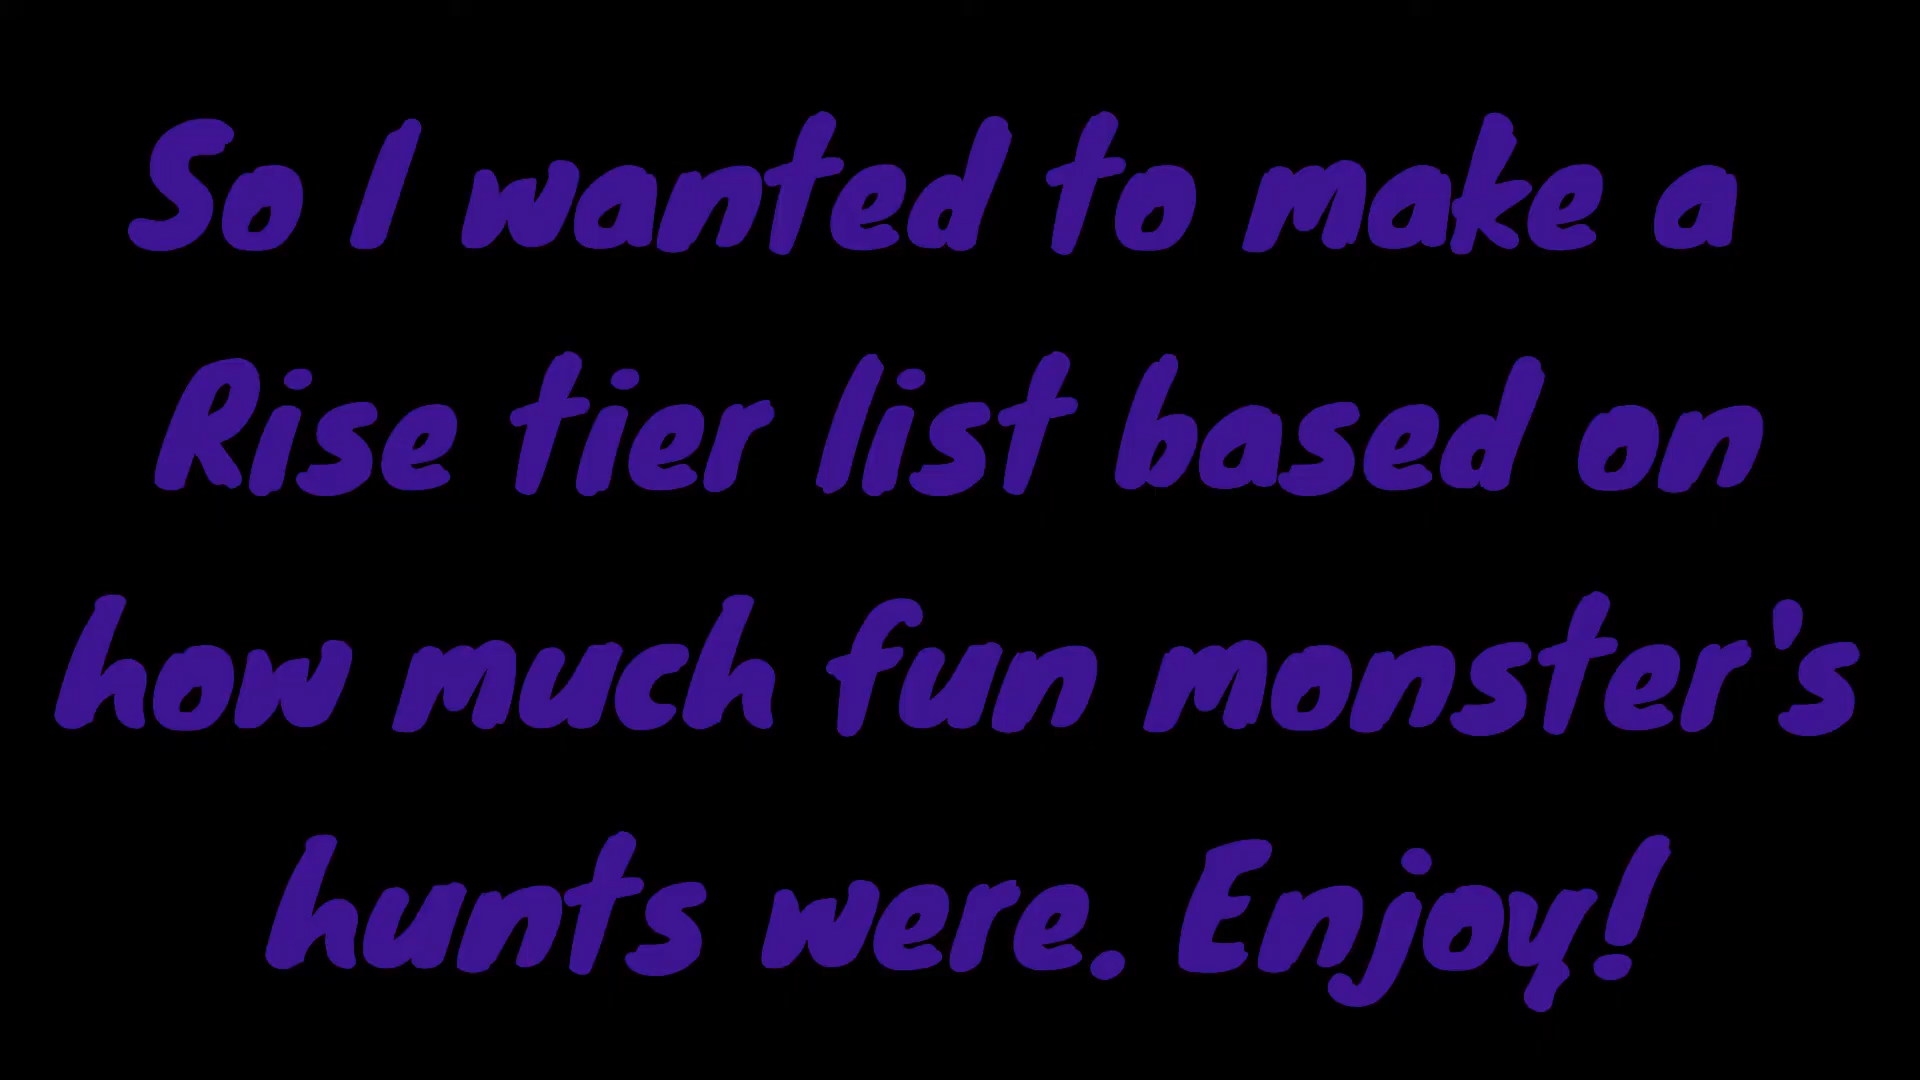 So I wanted to make a
Rise tier list based on
how much fun monster's
hunts were. Enjoy!